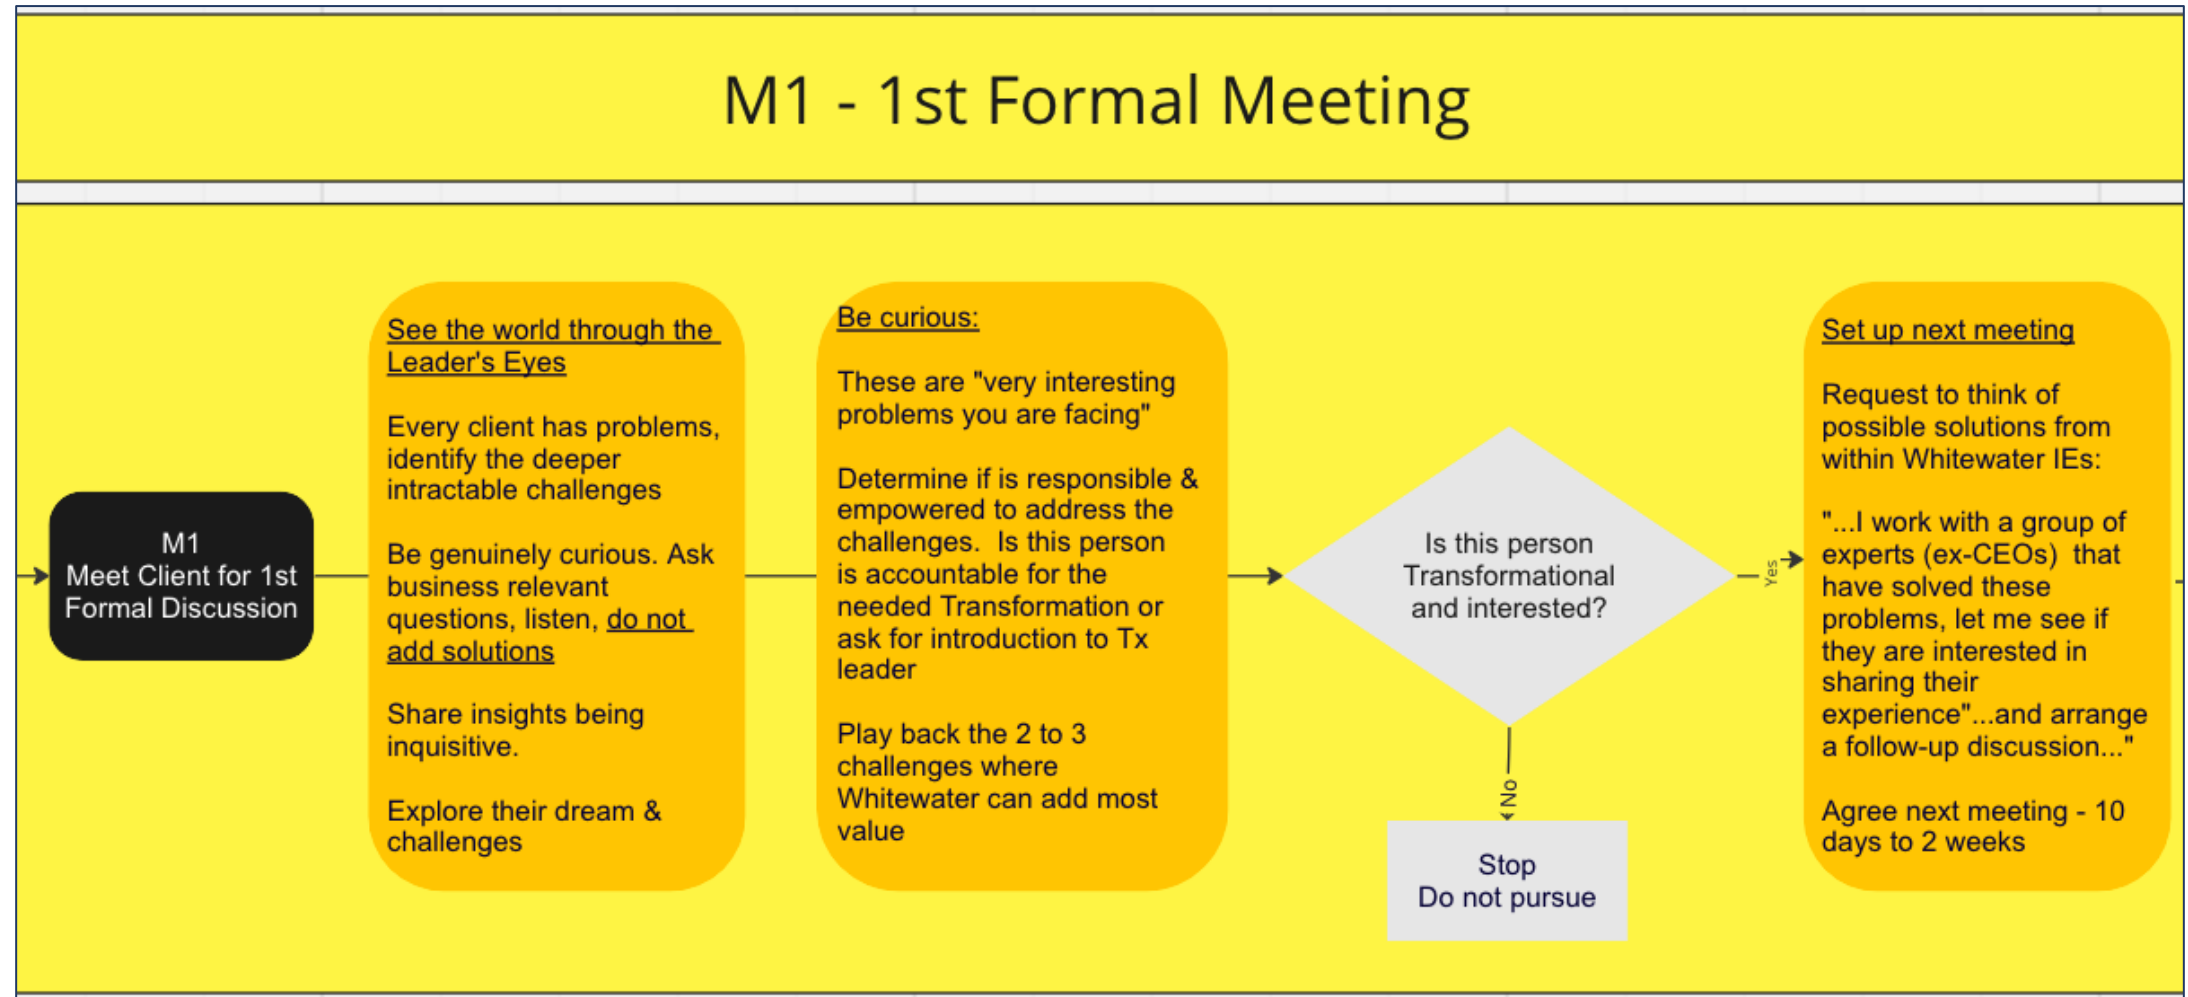 M1 - 1st Formal Meeting
M1
Meet Client for 1st
Formal Discussion
See the world through the
Leader's Eyes
Every client has problems,
identify the deeper
intractable challenges
Be genuinely curious. Ask
business relevant
questions, listen, do not
add solutions
Share insights being
inquisitive.
Explore their dream &
challenges
Be curious:
These are "very interesting
problems you are facing"
Determine if is responsible &
empowered to address the
challenges.  Is this person
is accountable for the
needed Transformation or
ask for introduction to Tx
leader
Play back the 2 to 3
challenges where
Whitewater can add most
value
Is this person
Transformational
and interested?
Yes
No
Stop
Do not pursue
Set up next meeting
Request to think of
possible solutions from
within Whitewater IEs:
"...I work with a group of
experts (ex-CEOs)  that
have solved these
problems, let me see if
they are interested in
sharing their
experience"...and arrange
a follow-up discussion..."
Agree next meeting - 10
days to 2 weeks